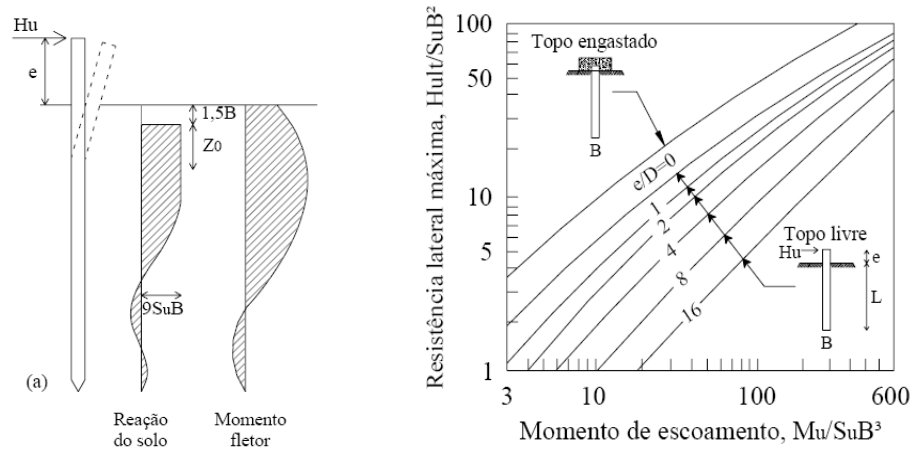 Hu
e
1,5B
Z0
9SuB
(a)
Reação
do solo
Momento
fletor
Resistência lateral máxima, Hult/SuB²
100
50
10
5
1
Topo engastado
B
e/D=0
1
2
4
8
16
Topo livre
Hu
e
L
B
3
10
100
600
Momento de escoamento, Mu/SuB³